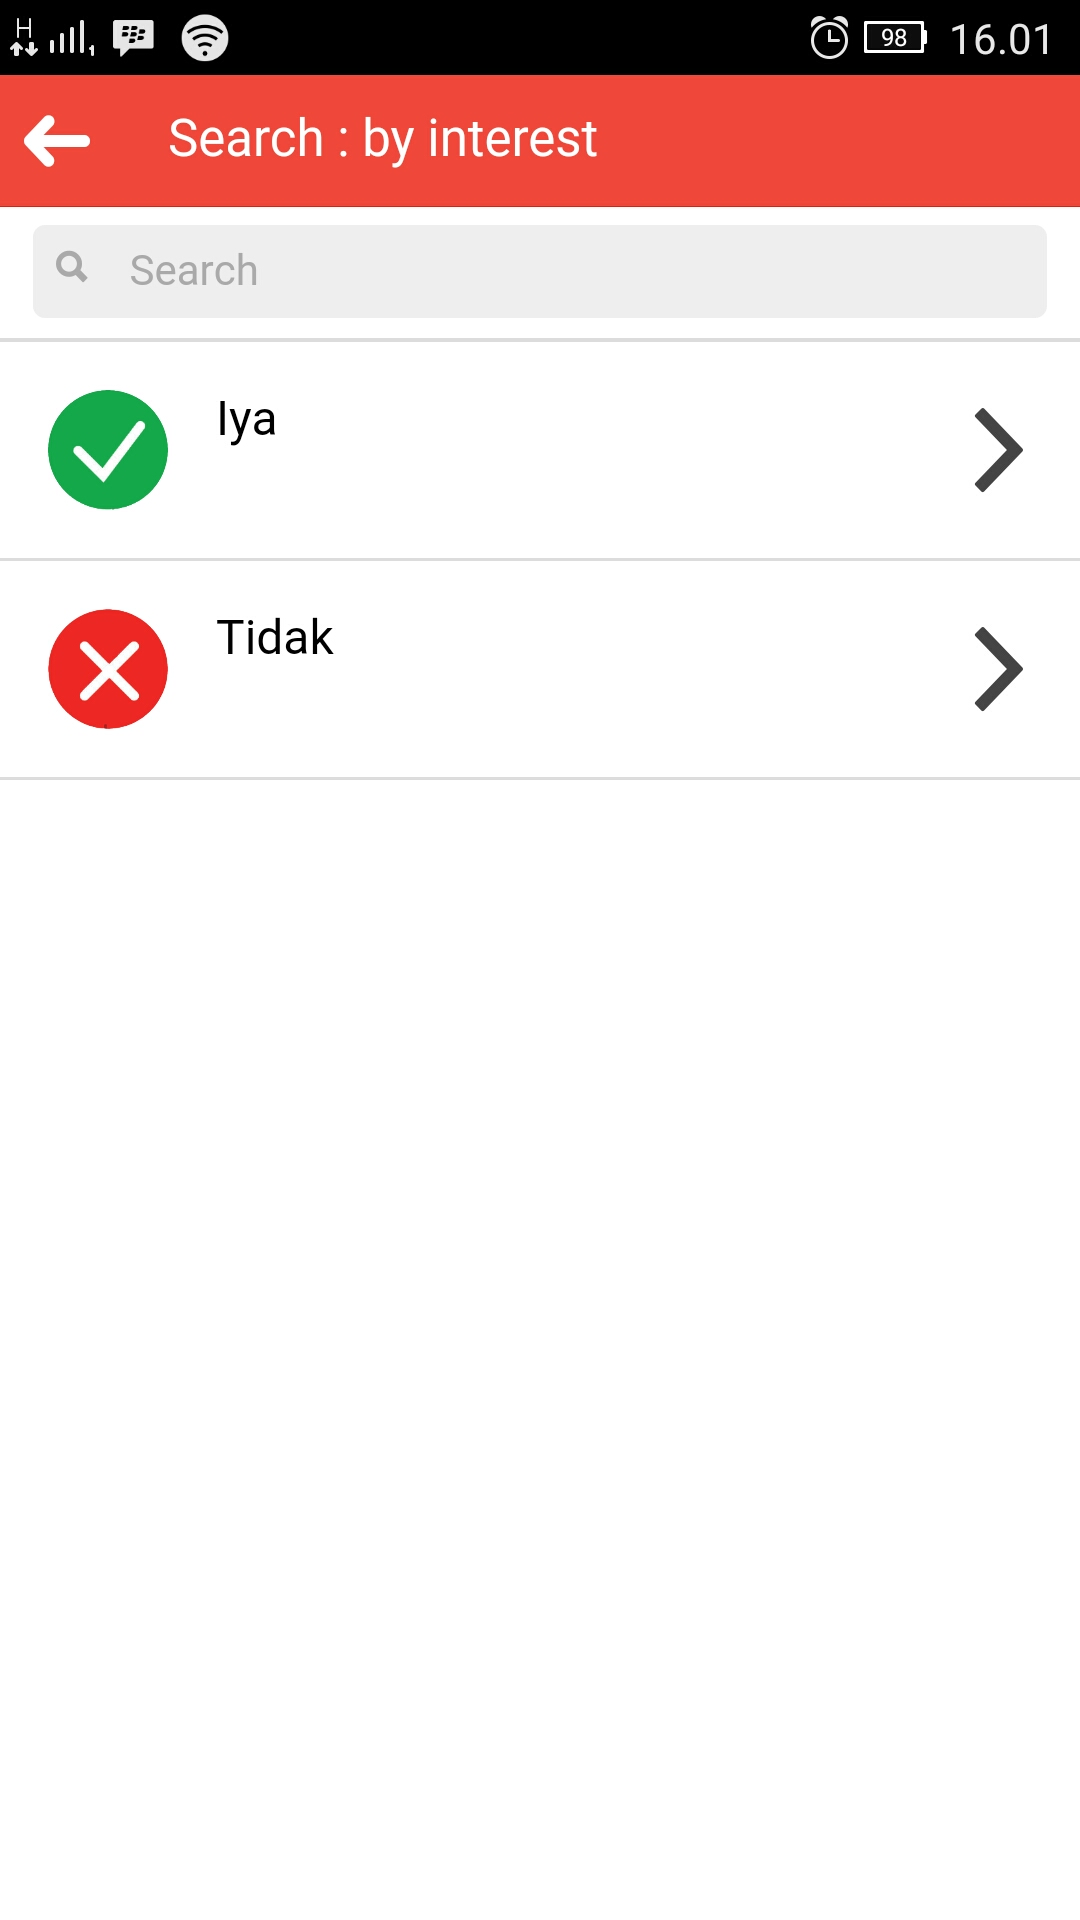 H
98
16.01
Search : by interest
Search
Iya
Tidak